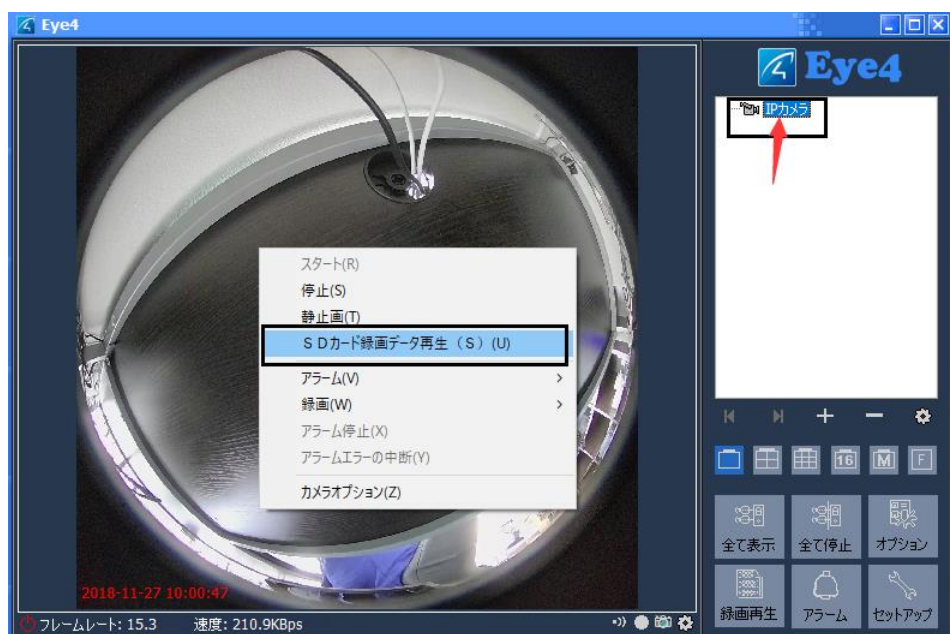 Eye4
Eye4
IPカメラ
スタート(R)
停止(S)
静止画(T)
ＳＤカード録画データ再生（Ｓ）(U)
アラーム(V)
録画(W)
アラーム停止(X)
アラームエラーの中断(Y)
カメラオプション(Z)
16
M
F
全て表示
全て停止
オプション
録画再生
アラーム
セットアップ
2018-11-27 10:00:47
フレームレート: 15.3 速度: 210.9KBps